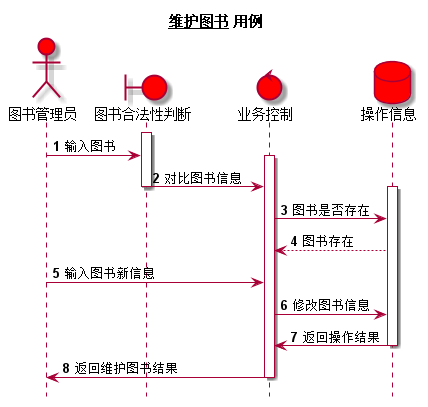 维护图书 用例
图书管理员 图书合法性判断 业务控制 操作信息
1 输入图书
2 对比图书信息
3 图书是否存在
4 图书存在
5 输入图书新信息
6 修改图书信息
7 返回操作结果
8 返回维护图书结果